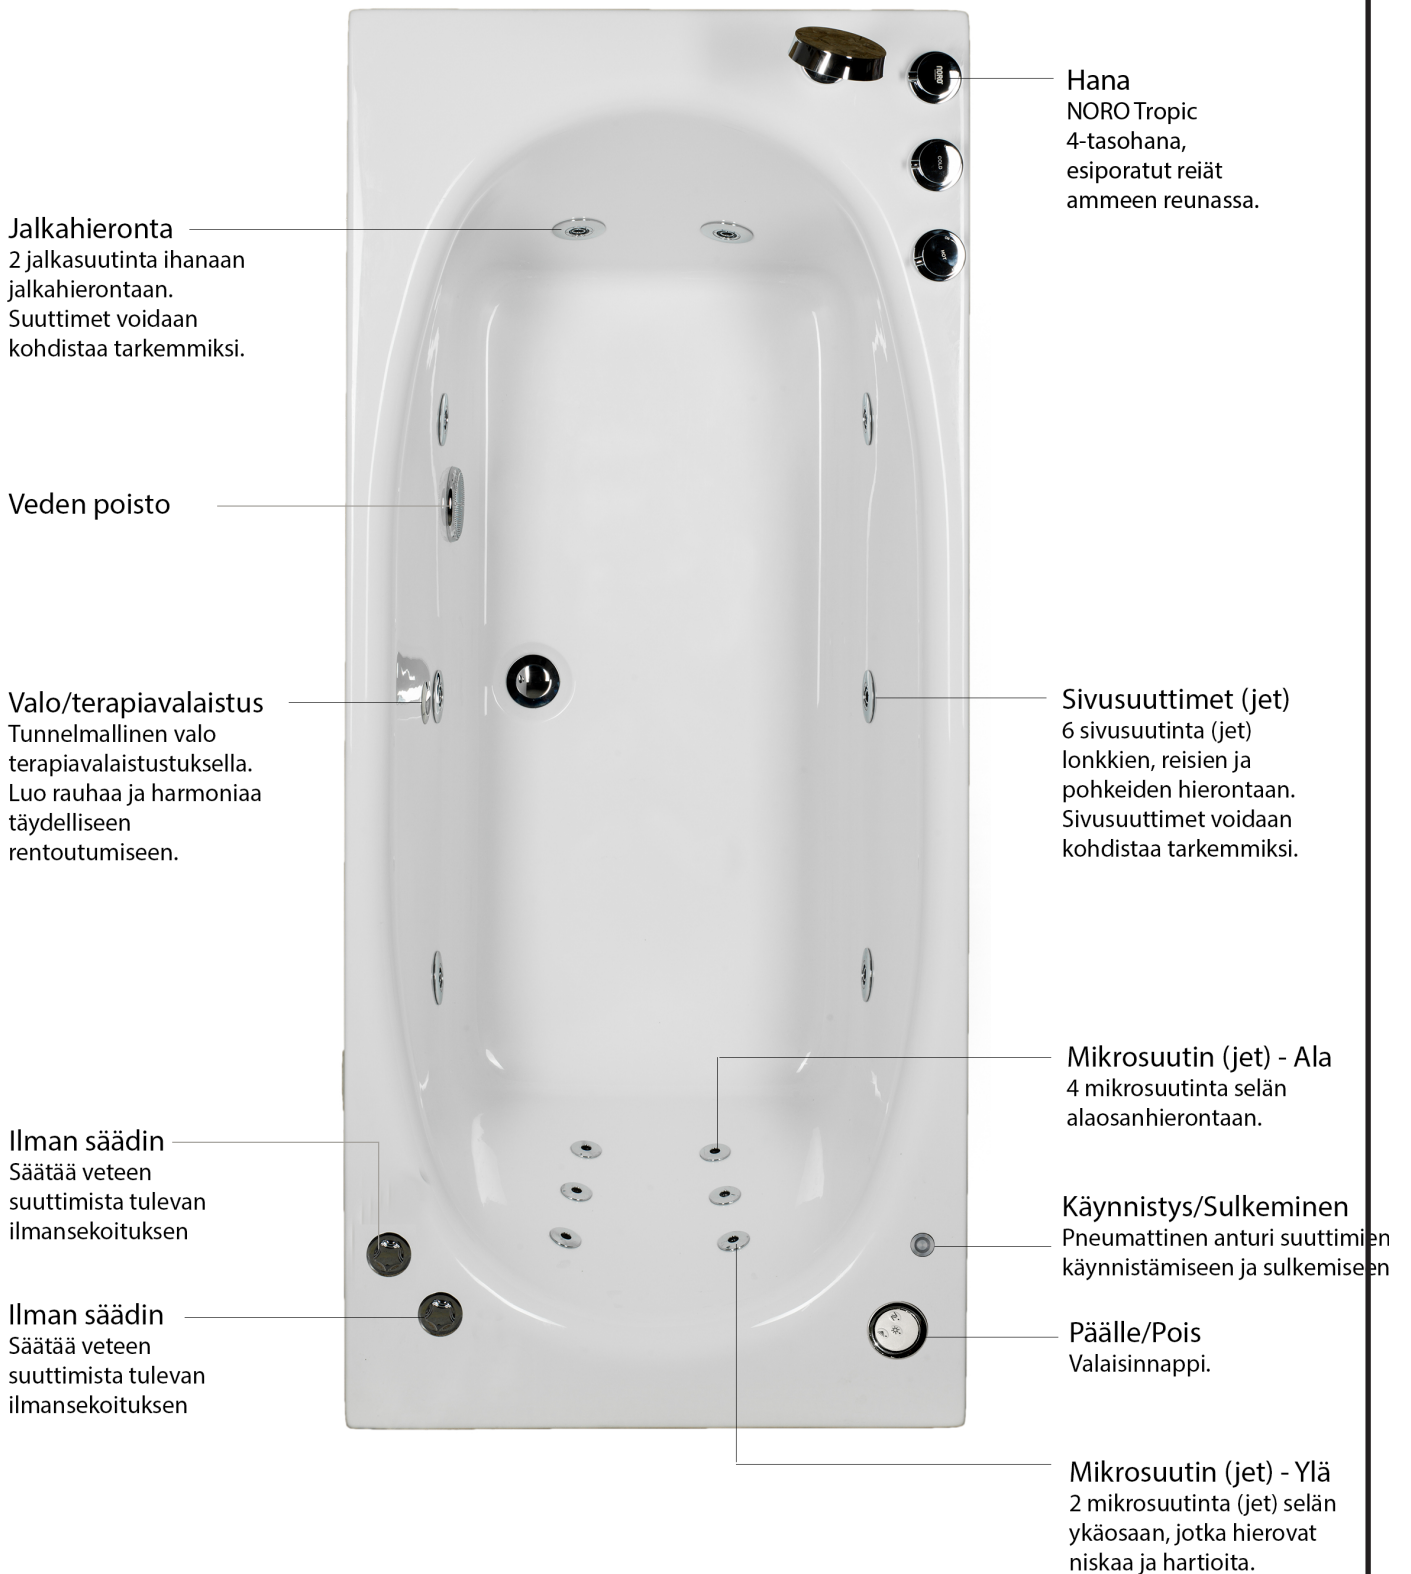 Hana
NORO Tropic
4-tasohana,
esiporatut reiät
ammeen reunassa.
NORO
COLD
HOT
Jalkahieronta
2 jalkasuutinta ihanaan
jalkahierontaan.
Suuttimet voidaan
kohdistaa tarkemmiksi.
Veden poisto
Valo/terapiavalaistus
Tunnelmallinen valo
terapiavalaistustuksella.
Luo rauhaa ja harmoniaa
täydelliseen
rentoutumiseen.
Sivusuuttimet (jet)
6 sivusuutinta (jet)
lonkkien, reisien ja
pohkeiden hierontaan.
Sivusuuttimet voidaan
kohdistaa tarkemmiksi.
Mikrosuutin (jet) - Ala
4 mikrosuutinta selän
alaosanhierontaan.
Ilman säädin
Säätää veteen
suuttimista tulevan
ilmansekoituksen
Käynnistys/Sulkeminen
Pneumattinen anturi suuttimien
käynnistämiseen ja sulkemiseen
Ilman säädin
Säätää veteen
suuttimista tulevan
ilmansekoituksen
Päälle/Pois
Valaisinnappi.
Mikrosuutin (jet) - Ylä
2 mikrosuutinta (jet) selän
ykäosaan, jotka hierovat
niskaa ja hartioita.